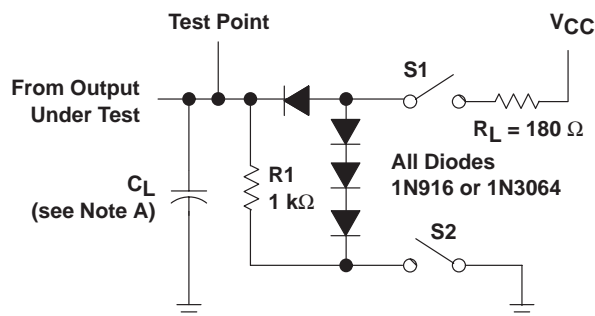 Test Point
VCC
From Output
Under Test
S1
RL = 180 Ω
CL
(see Note A)
R1
1 kΩ
All Diodes
1N916 or 1N3064
S2